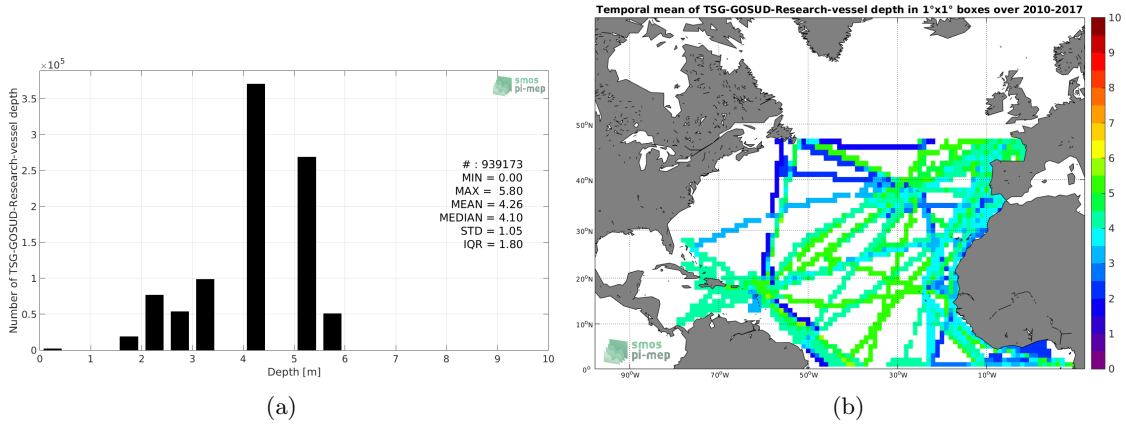 ×10⁵
3.5
3
2.5
2
1.5
1
0.5
0
Number of TSG-GOSUD-Research-vessel depth
smos
pi-mep
# : 939173
MIN = 0.00
MAX = 5.80
MEAN = 4.26
MEDIAN = 4.10
STD = 1.05
IQR = 1.80
0 1 2 3 4 5 6 7 8 9 10
Depth [m]
(a)
Temporal mean of TSG-GOSUD-Research-vessel depth in 1°x1° boxes over 2010-2017
50°N
40°N
30°N
20°N
10°N
0°
90°W 70°W 50°W 30°W 10°W
smos
pi-mep
10
9
8
7
6
5
4
3
2
1
0
(b)